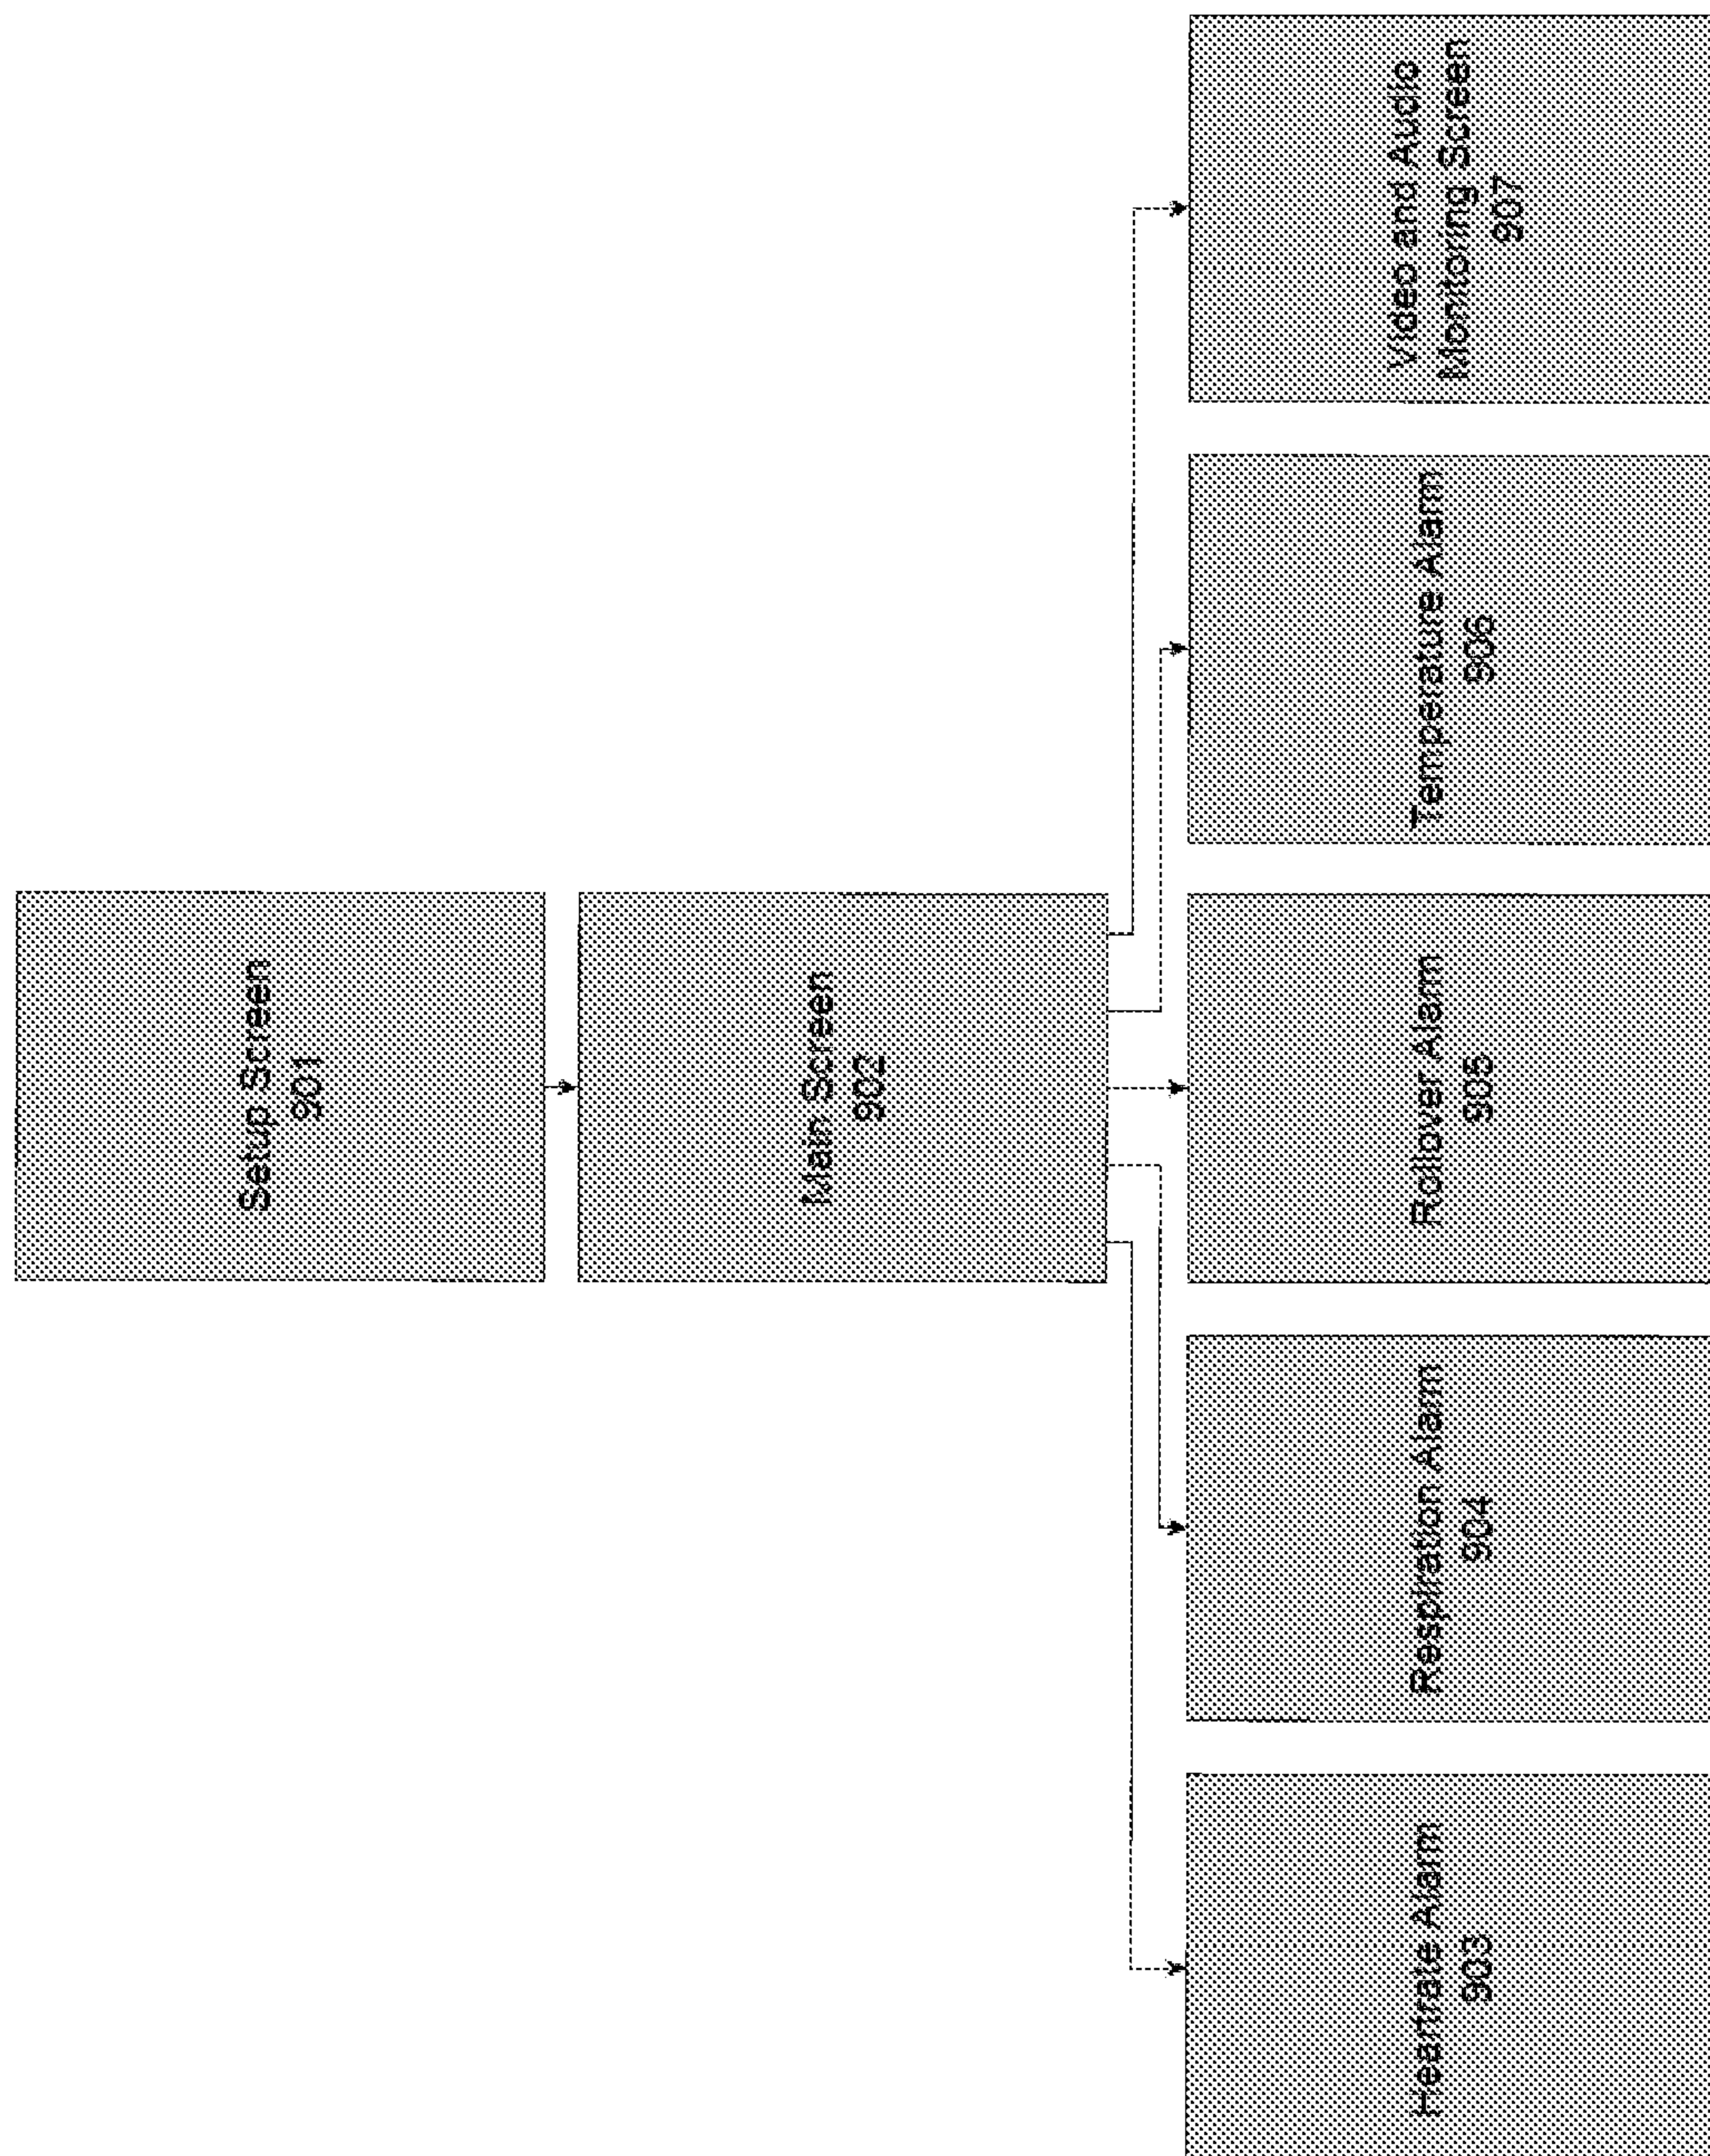 Setup Screen
901
Main Screen
902
Heartrate Alarm
903
Respiration Alarm
904
Rollover Alarm
905
Temperature Alarm
906
Video and Audio
Monitoring Screen
907